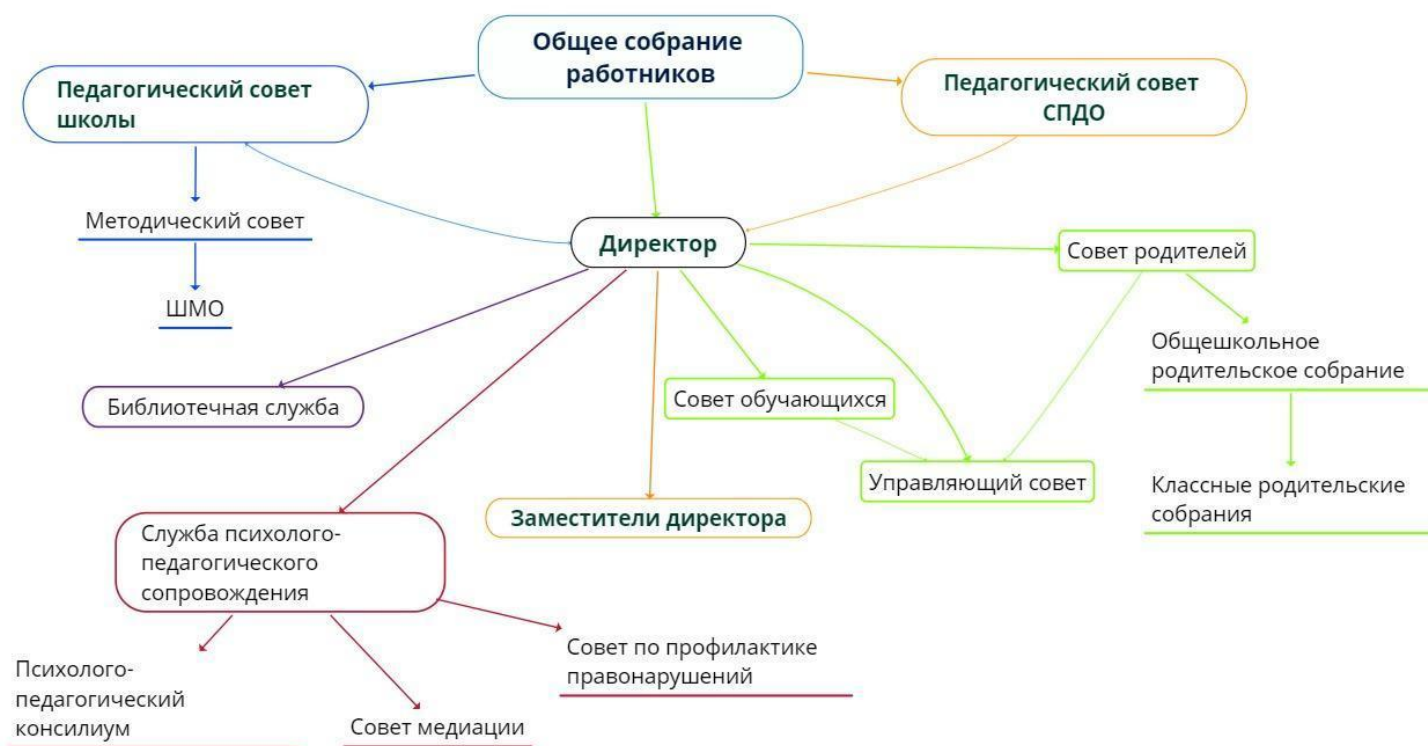 Общее собрание
работников
Педагогический совет
школы
Педагогический совет
СПДО
Методический совет
Директор
Совет родителей
ШМО
Общешкольное
родительское собрание
Библиотечная служба
Совет обучающихся
Управляющий совет
Классные родительские
собрания
Заместители директора
Служба психолого-
педагогического
сопровождения
Совет по профилактике
правонарушений
Психолого-
педагогический
консилиум
Совет медиации